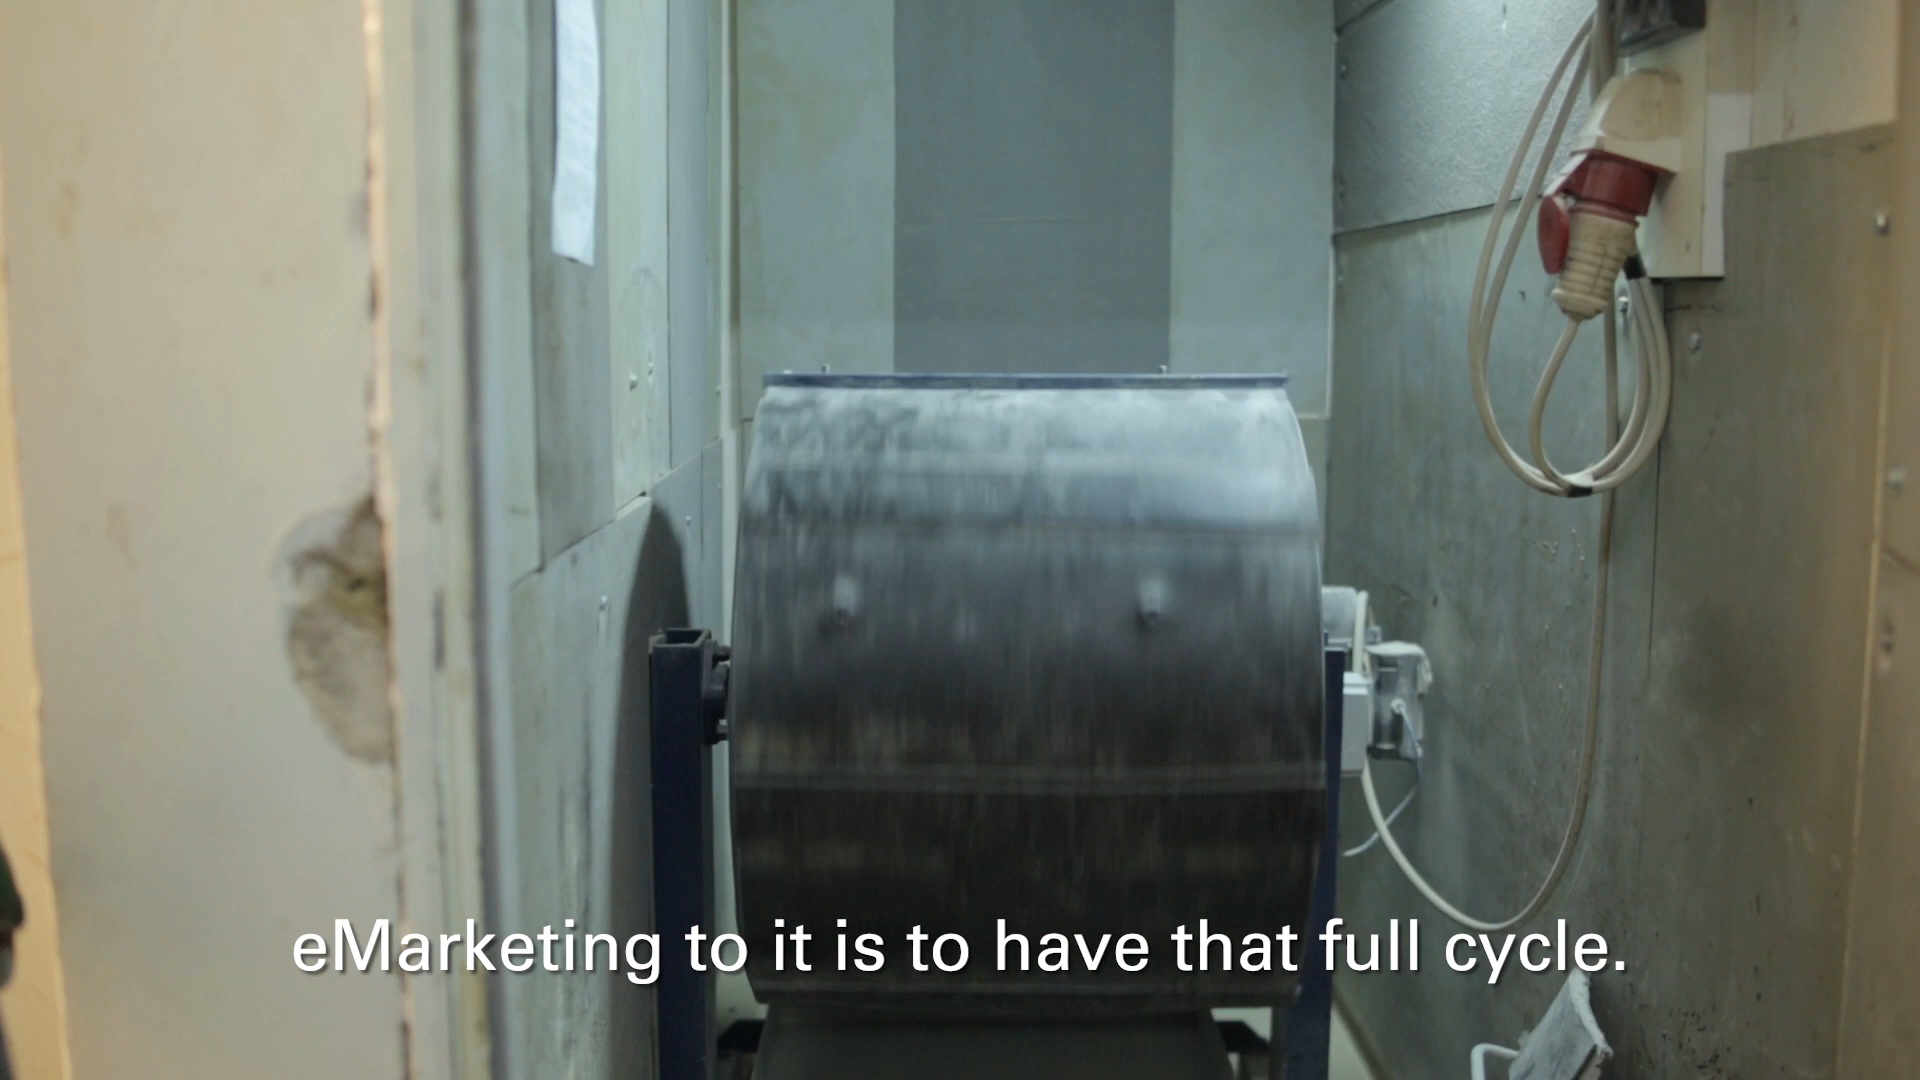 eMarketing to it is to have that full cycle.